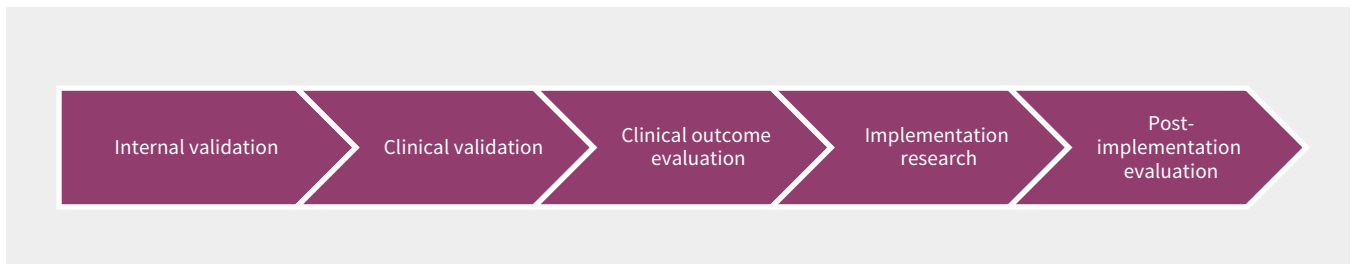 Internal validation
Clinical validation
Clinical outcome
evaluation
Implementation
research
Post-
implementation
evaluation